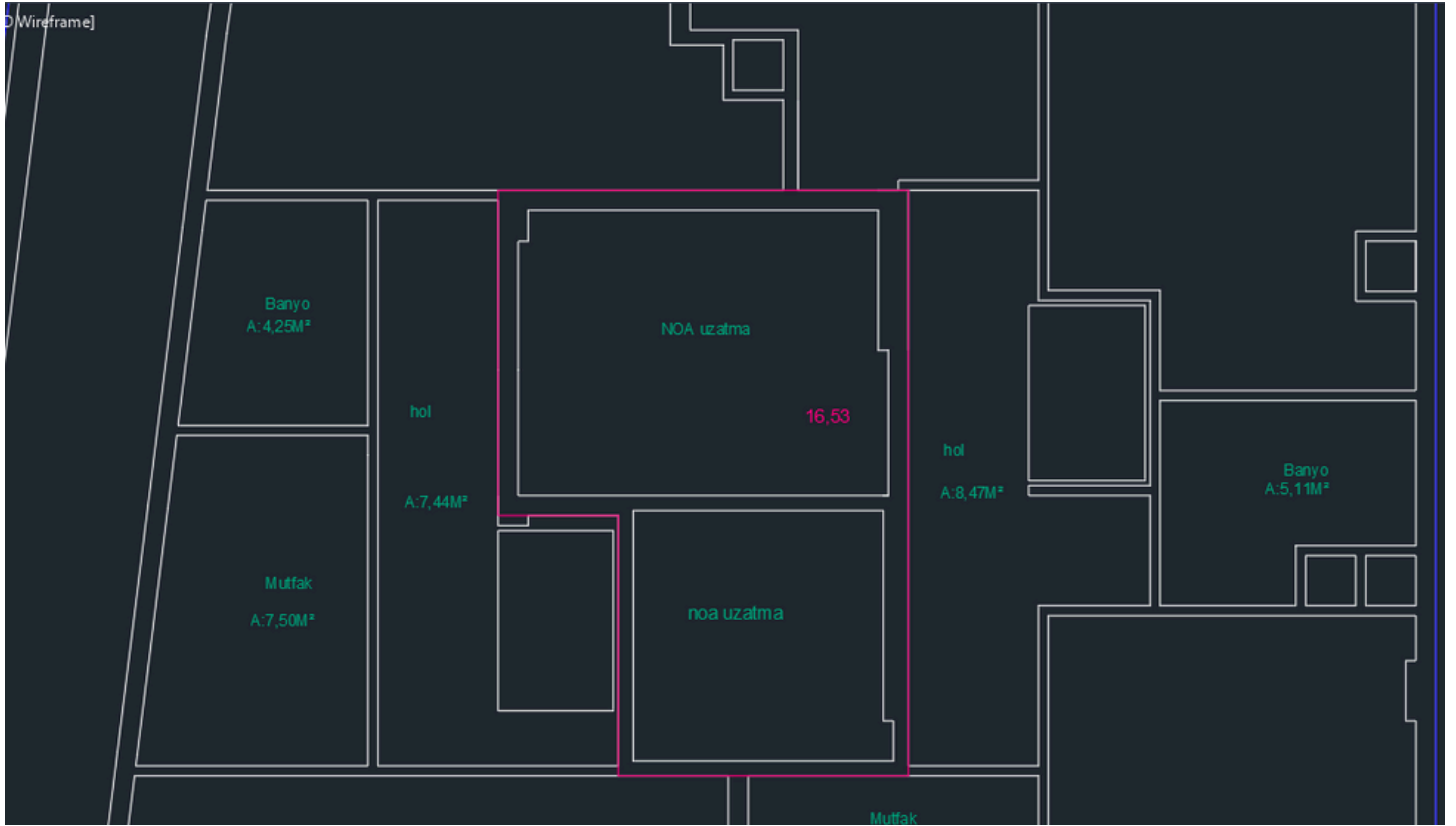 D Wireframe]
Banyo
A:4,25M²
NOA uzatma
hol
16,53
hol
A:7,44M²
A:8,47M²
Banyo
A:5,11M²
Mutfak
A:7,50M²
noa uzatma
Mutfak